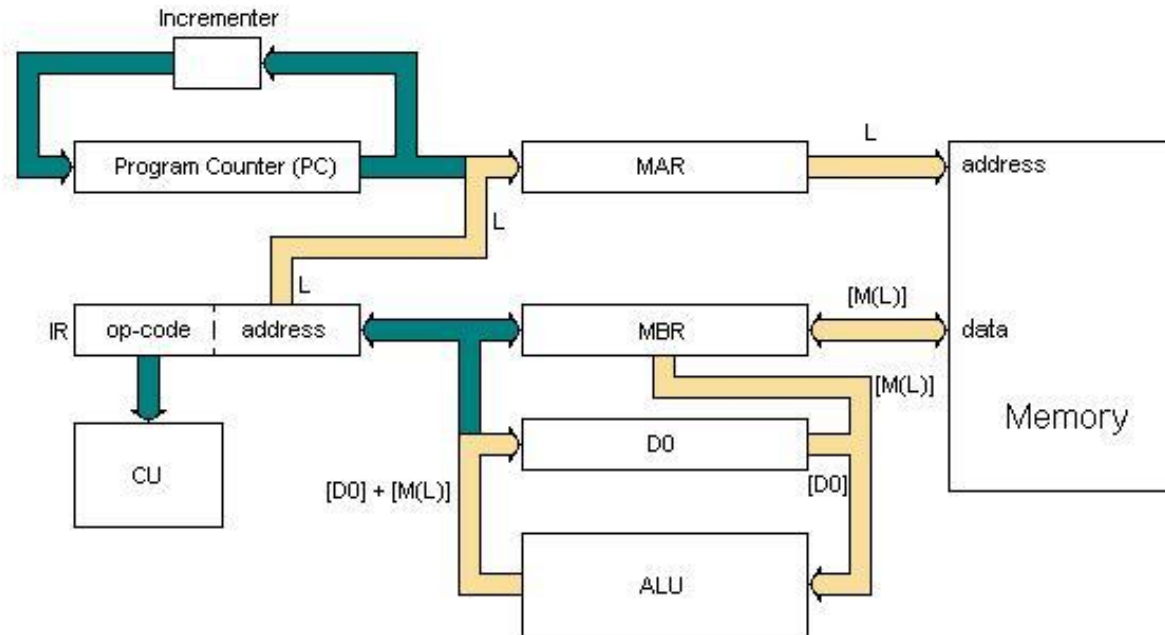 Incrementer
Program Counter (PC)
MAR
L
address
L
L
IR
op-code
address
MBR
[M(L)]
data
[M(L)]
Memory
CU
D0
[D0] + [M(L)]
[D0]
ALU